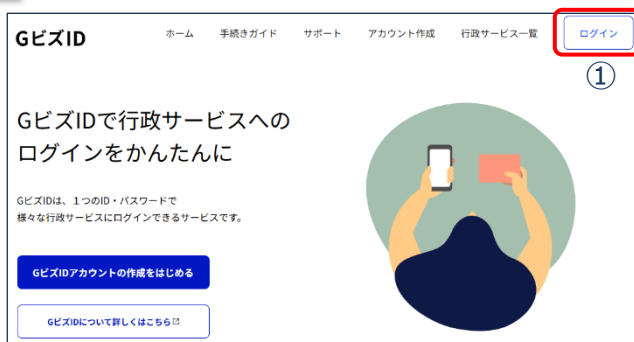 GビズID
ホーム 手続きガイド サポート アカウント作成 行政サービス一覧 ログイン
①
GビズIDで行政サービスへの
ログインをかんたんに
GビズIDは、1つのID・パスワードで
様々な行政サービスにログインできるサービスです。
GビズIDアカウントの作成をはじめる
GビズIDについて詳しくはこちら